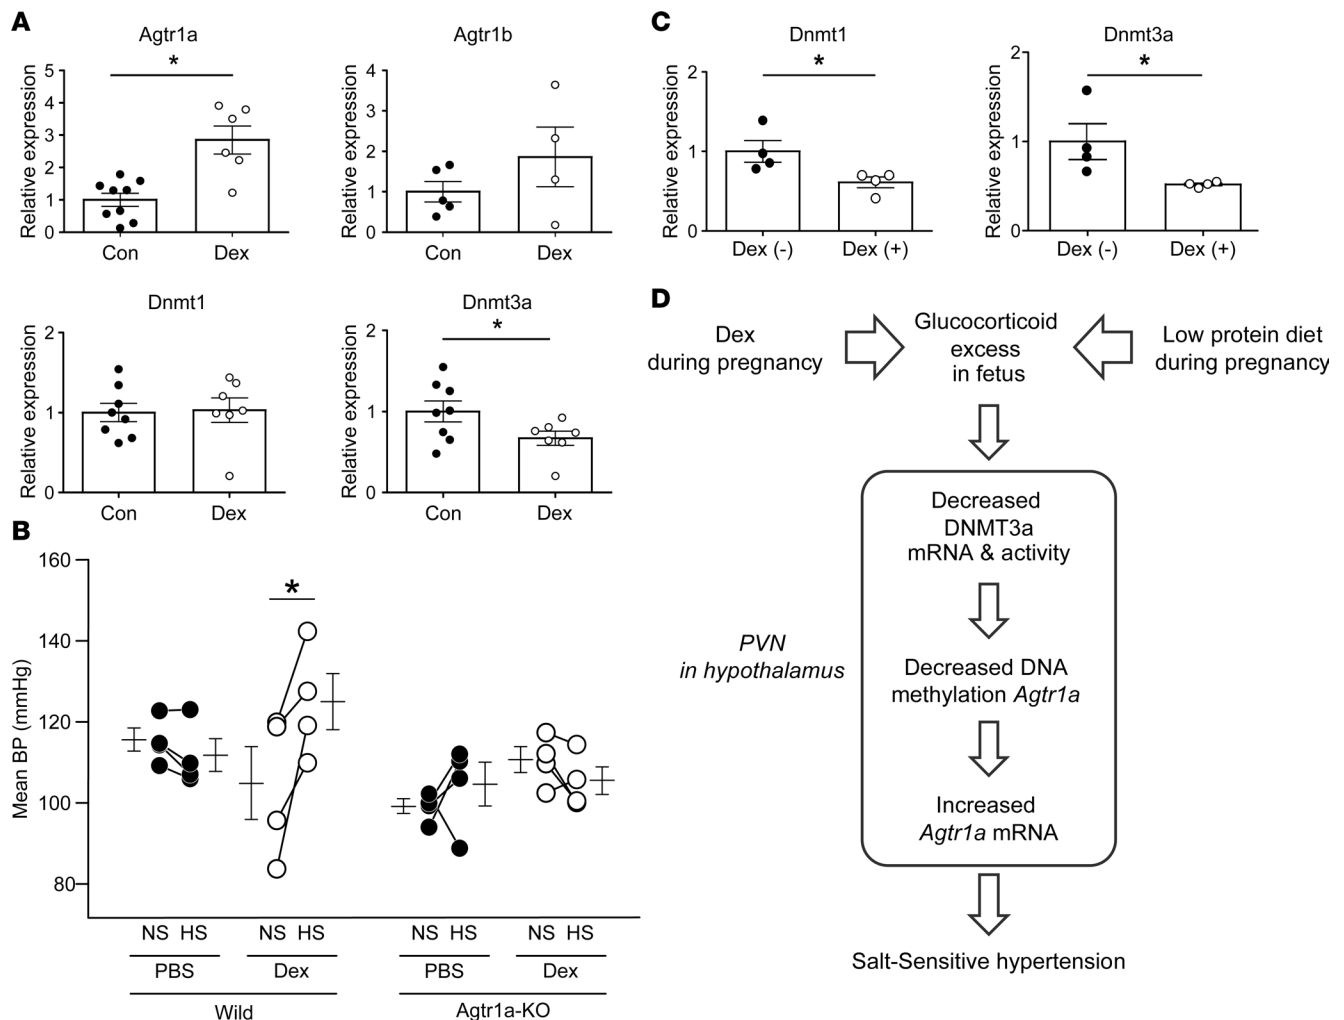 A
Agtr1a
*
Relative expression
5
4
3
2
1
0
Con
Dex
Agtr1b
Relative expression
4
3
2
1
0
Con
Dex
Dnmt1
Relative expression
2
1
0
Con
Dex
Dnmt3a
*
Relative expression
2
1
0
Con
Dex
B
Mean BP (mmHg)
160
140
120
100
80
*
NS HS
NS HS
NS HS
NS HS
PBS
Dex
PBS
Dex
Wild
Agtr1a-KO
C
Dnmt1
*
Relative expression
2
1
0
Dex (-)
Dex (+)
Dnmt3a
*
Relative expression
2
1
0
Dex (-)
Dex (+)
D
Dex
during pregnancy
Glucocorticoid
excess
in fetus
Low protein diet
during pregnancy
PVN
in hypothalamus
Decreased
DNMT3a
mRNA & activity
Decreased DNA
methylation Agtr1a
Increased
Agtr1a mRNA
Salt-Sensitive hypertension